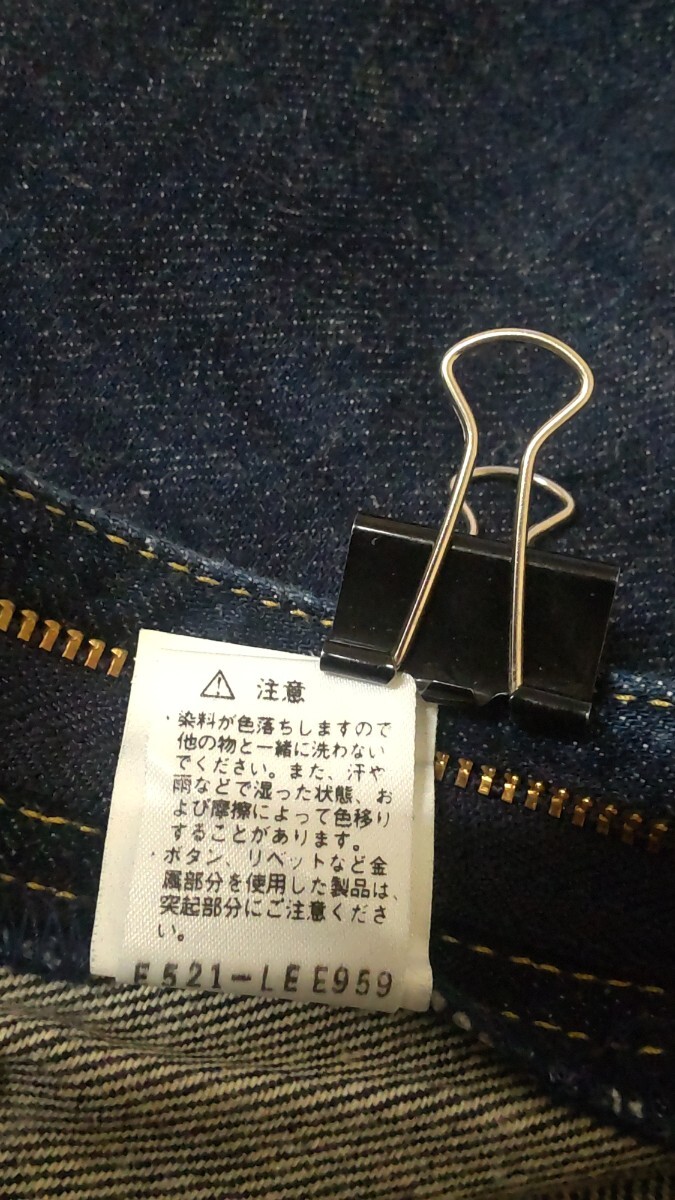 ⚠ 注意
・染料が色落ちしますので
他の物と一緒に洗わない
でください。また、汗や
雨などで湿った状態、お
よび摩擦によって色移り
することがあります。
・ボタン、リベットなど金
属部分を使用した製品は、
突起部分にご注意くださ
い。
E521-LEE959